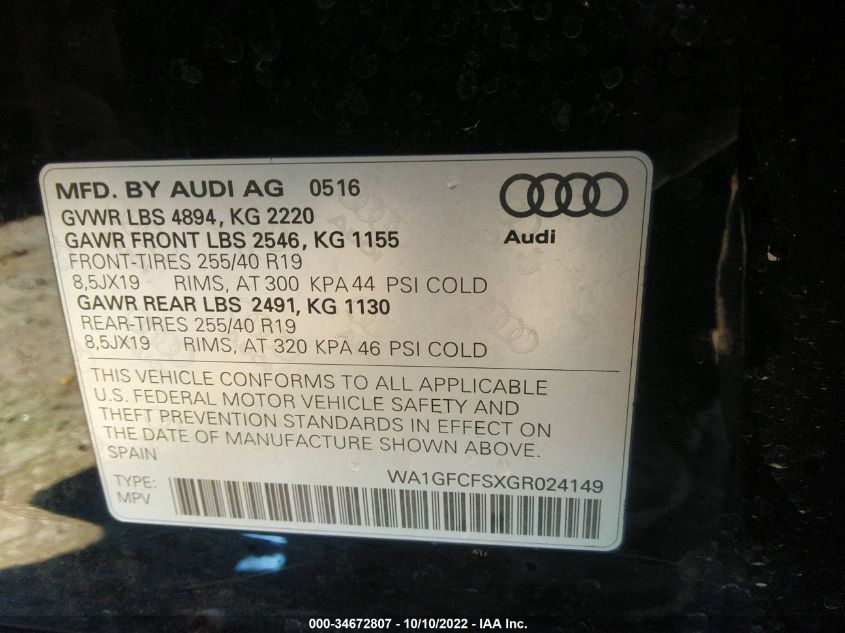 MFD. BY AUDI AG 0516
GVWR LBS 4894, KG 2220
GAWR FRONT LBS 2546, KG 1155
FRONT-TIRES 255/40 R19
8,5JX19 RIMS, AT 300 KPA 44 PSI COLD
GAWR REAR LBS 2491, KG 1130
REAR-TIRES 255/40 R19
8,5JX19 RIMS, AT 320 KPA 46 PSI COLD
Audi
THIS VEHICLE CONFORMS TO ALL APPLICABLE
U.S. FEDERAL MOTOR VEHICLE SAFETY AND
THEFT PREVENTION STANDARDS IN EFFECT ON
THE DATE OF MANUFACTURE SHOWN ABOVE.
SPAIN
WA1GFCFSXGR024149
TYPE:
MPV
000-34672807 - 10/10/2022 - IAA Inc.